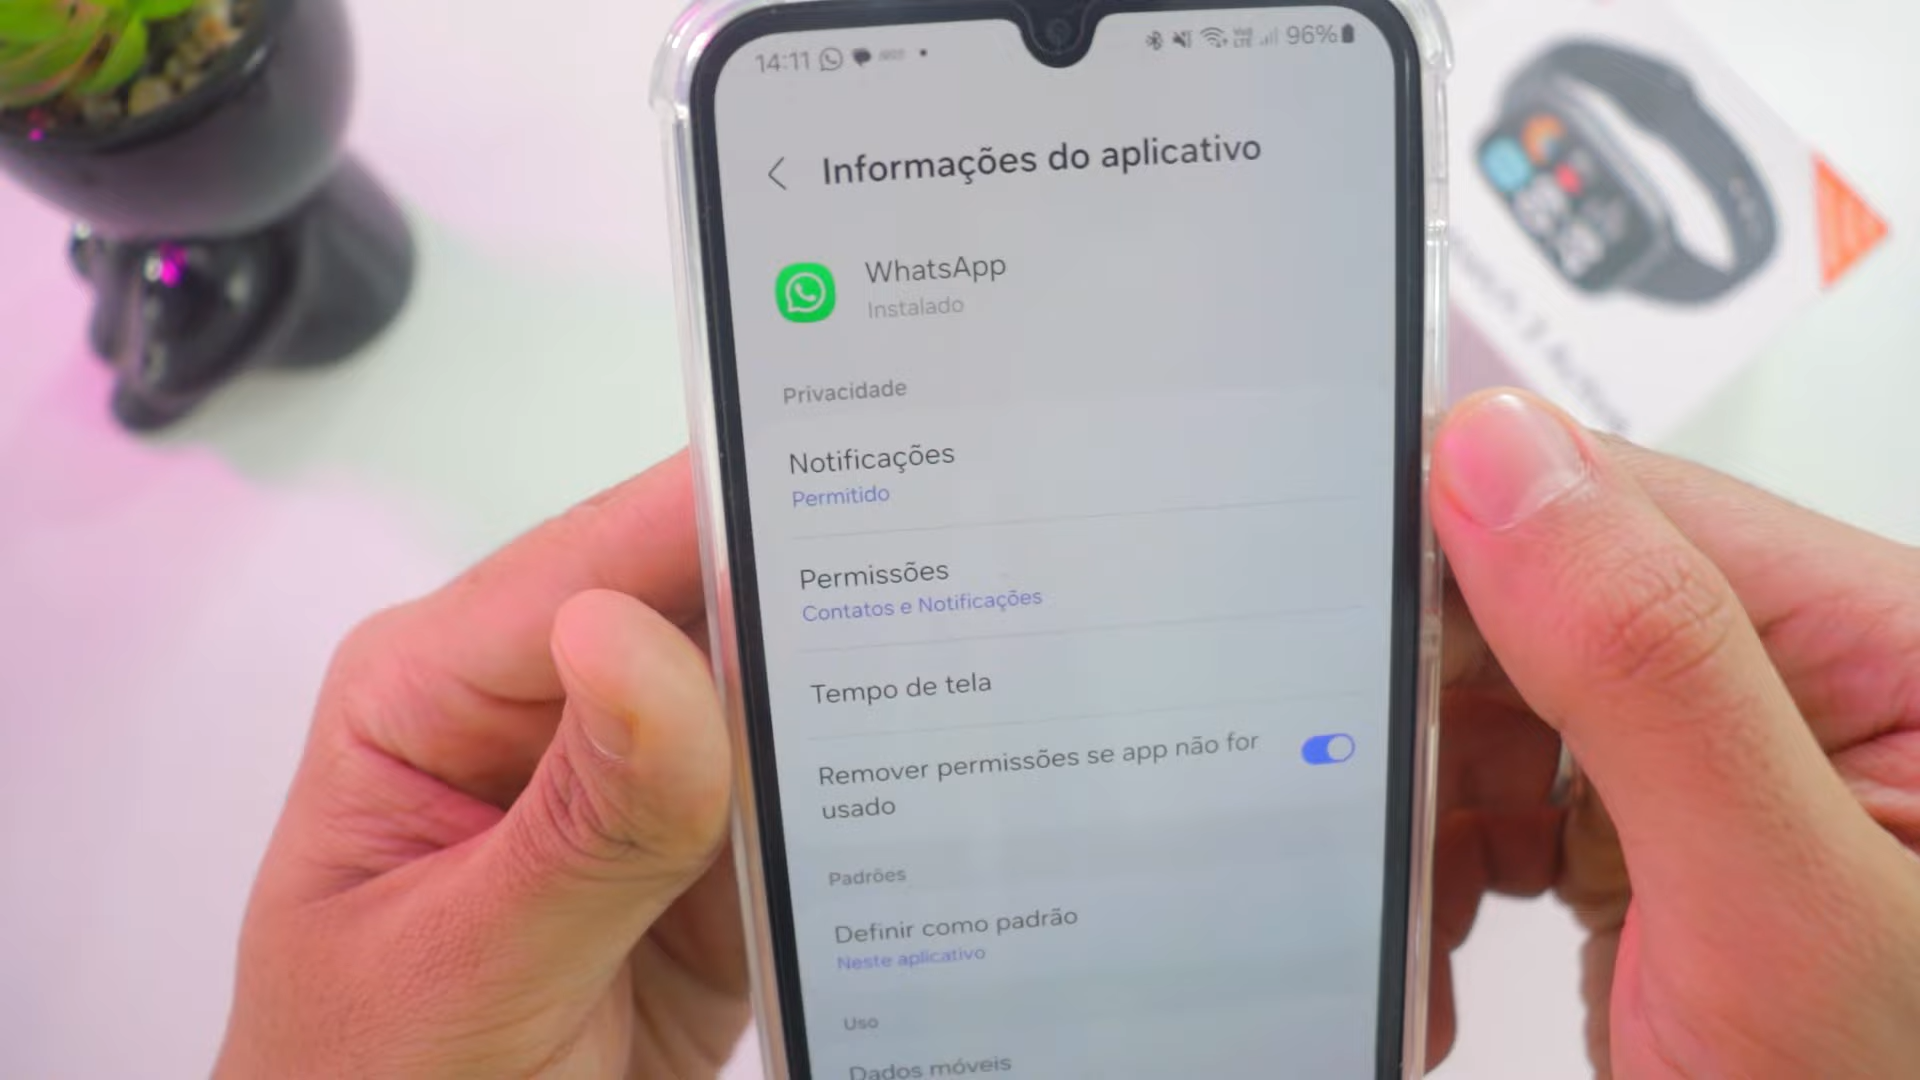 14:11
96%
Informações do aplicativo
WhatsApp
Instalado
Privacidade
Notificações
Permitido
Permissões
Contatos e Notificações
Tempo de tela
Remover permissões se app não for
usado
Padrões
Definir como padrão
Neste aplicativo
Uso
Dados móveis